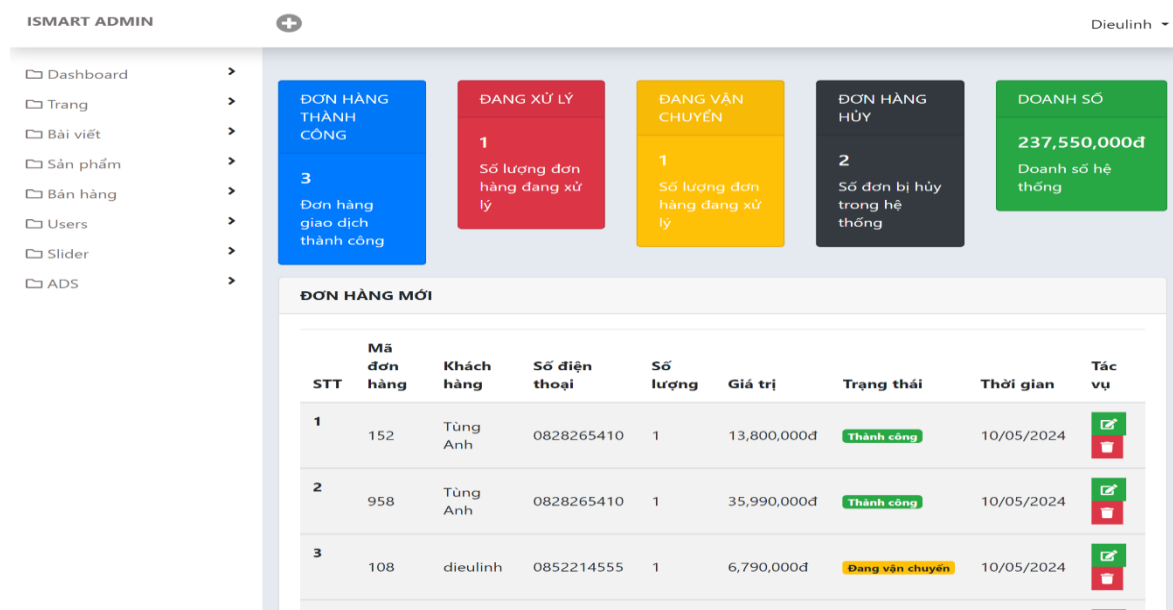 ISMART ADMIN
Dieulinh
Dashboard
Trang
Bài viết
Sản phẩm
Bán hàng
Users
Slider
ADS
ĐƠN HÀNG
THÀNH
CÔNG
3
Đơn hàng
giao dịch
thành công
ĐANG XỬ LÝ
1
Số lượng đơn
hàng đang xử
lý
ĐANG VẬN
CHUYỂN
1
Số lượng đơn
hàng đang xử
lý
ĐƠN HÀNG
HỦY
2
Số đơn bị hủy
trong hệ
thống
DOANH SỐ
237,550,000đ
Doanh số hệ
thống
ĐƠN HÀNG MỚI
STT Mã đơn hàng Khách hàng Số điện thoại Số lượng Giá trị Trạng thái Thời gian Tác vụ
1 152 Tùng Anh 0828265410 1 13,800,000đ Thành công 10/05/2024
2 958 Tùng Anh 0828265410 1 35,990,000đ Thành công 10/05/2024
3 108 dieulinh 0852214555 1 6,790,000đ Đang vận chuyển 10/05/2024